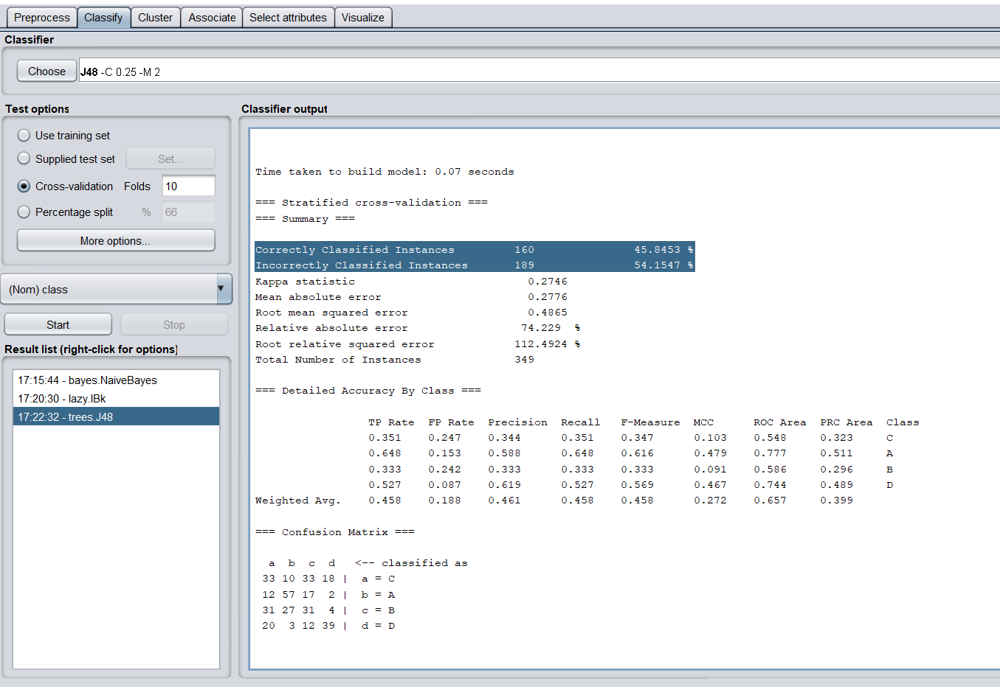 Preprocess Classify Cluster Associate Select attributes Visualize
Classifier
Choose J48 -C 0.25 -M 2
Test options
Use training set
Supplied test set Set...
Cross-validation Folds 10
Percentage split % 66
More options...
(Nom) class
Start Stop
Result list (right-click for options)
17:15:44 - bayes.NaiveBayes
17:20:30 - lazy.IBk
17:22:32 - trees.J48
Classifier output
Time taken to build model: 0.07 seconds
=== Stratified cross-validation ===
=== Summary ===
Correctly Classified Instances 160 45.8453 %
Incorrectly Classified Instances 189 54.1547 %
Kappa statistic 0.2746
Mean absolute error 0.2776
Root mean squared error 0.4865
Relative absolute error 74.229 %
Root relative squared error 112.4924 %
Total Number of Instances 349
=== Detailed Accuracy By Class ===
TP Rate FP Rate Precision Recall F-Measure MCC ROC Area PRC Area Class
0.351 0.247 0.344 0.351 0.347 0.103 0.548 0.323 C
0.648 0.153 0.588 0.648 0.616 0.479 0.777 0.511 A
0.333 0.242 0.333 0.333 0.333 0.091 0.586 0.296 B
0.527 0.087 0.619 0.527 0.569 0.467 0.744 0.489 D
Weighted Avg. 0.458 0.188 0.461 0.458 0.458 0.272 0.657 0.399
=== Confusion Matrix ===
a b c d <-- classified as
33 10 33 18 | a = C
12 57 17 2 | b = A
31 27 31 4 | c = B
20 3 12 39 | d = D